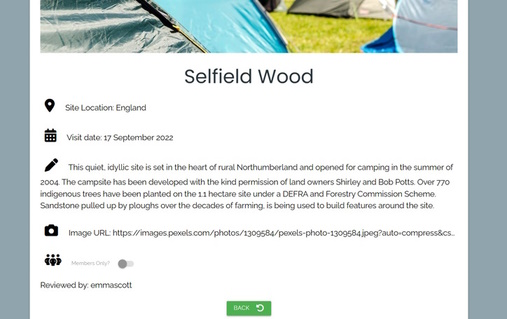 Selfield Wood
Site Location: England
Visit date: 17 September 2022
This quiet, idyllic site is set in the heart of rural Northumberland and opened for camping in the summer of
2004. The campsite has been developed with the kind permission of land owners Shirley and Bob Potts. Over 770
indigenous trees have been planted on the 1.1 hectare site under a DEFRA and Forestry Commission Scheme.
Sandstone pulled up by ploughs over the decades of farming, is being used to build features around the site.
Image URL: https://images.pexels.com/photos/1309584/pexels-photo-1309584.jpeg?auto=compress&cs...
Members Only?
Reviewed by: emmascott
BACK